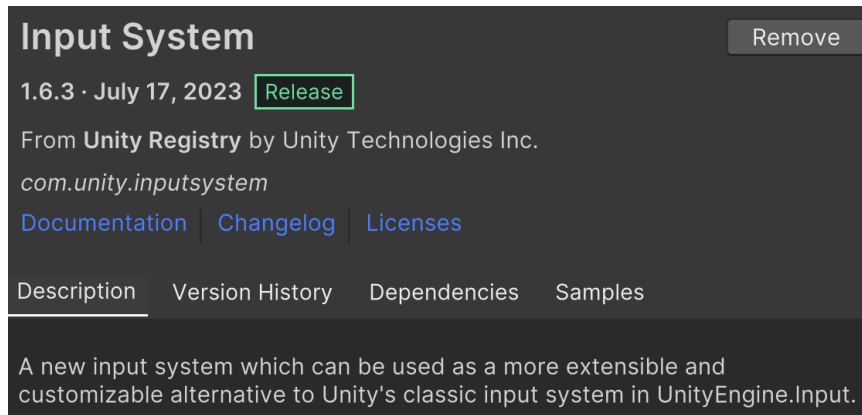 Input System
Remove
1.6.3 · July 17, 2023 Release
From Unity Registry by Unity Technologies Inc.
com.unity.inputsystem
Documentation Changelog Licenses
Description Version History Dependencies Samples
A new input system which can be used as a more extensible and
customizable alternative to Unity's classic input system in UnityEngine.Input.